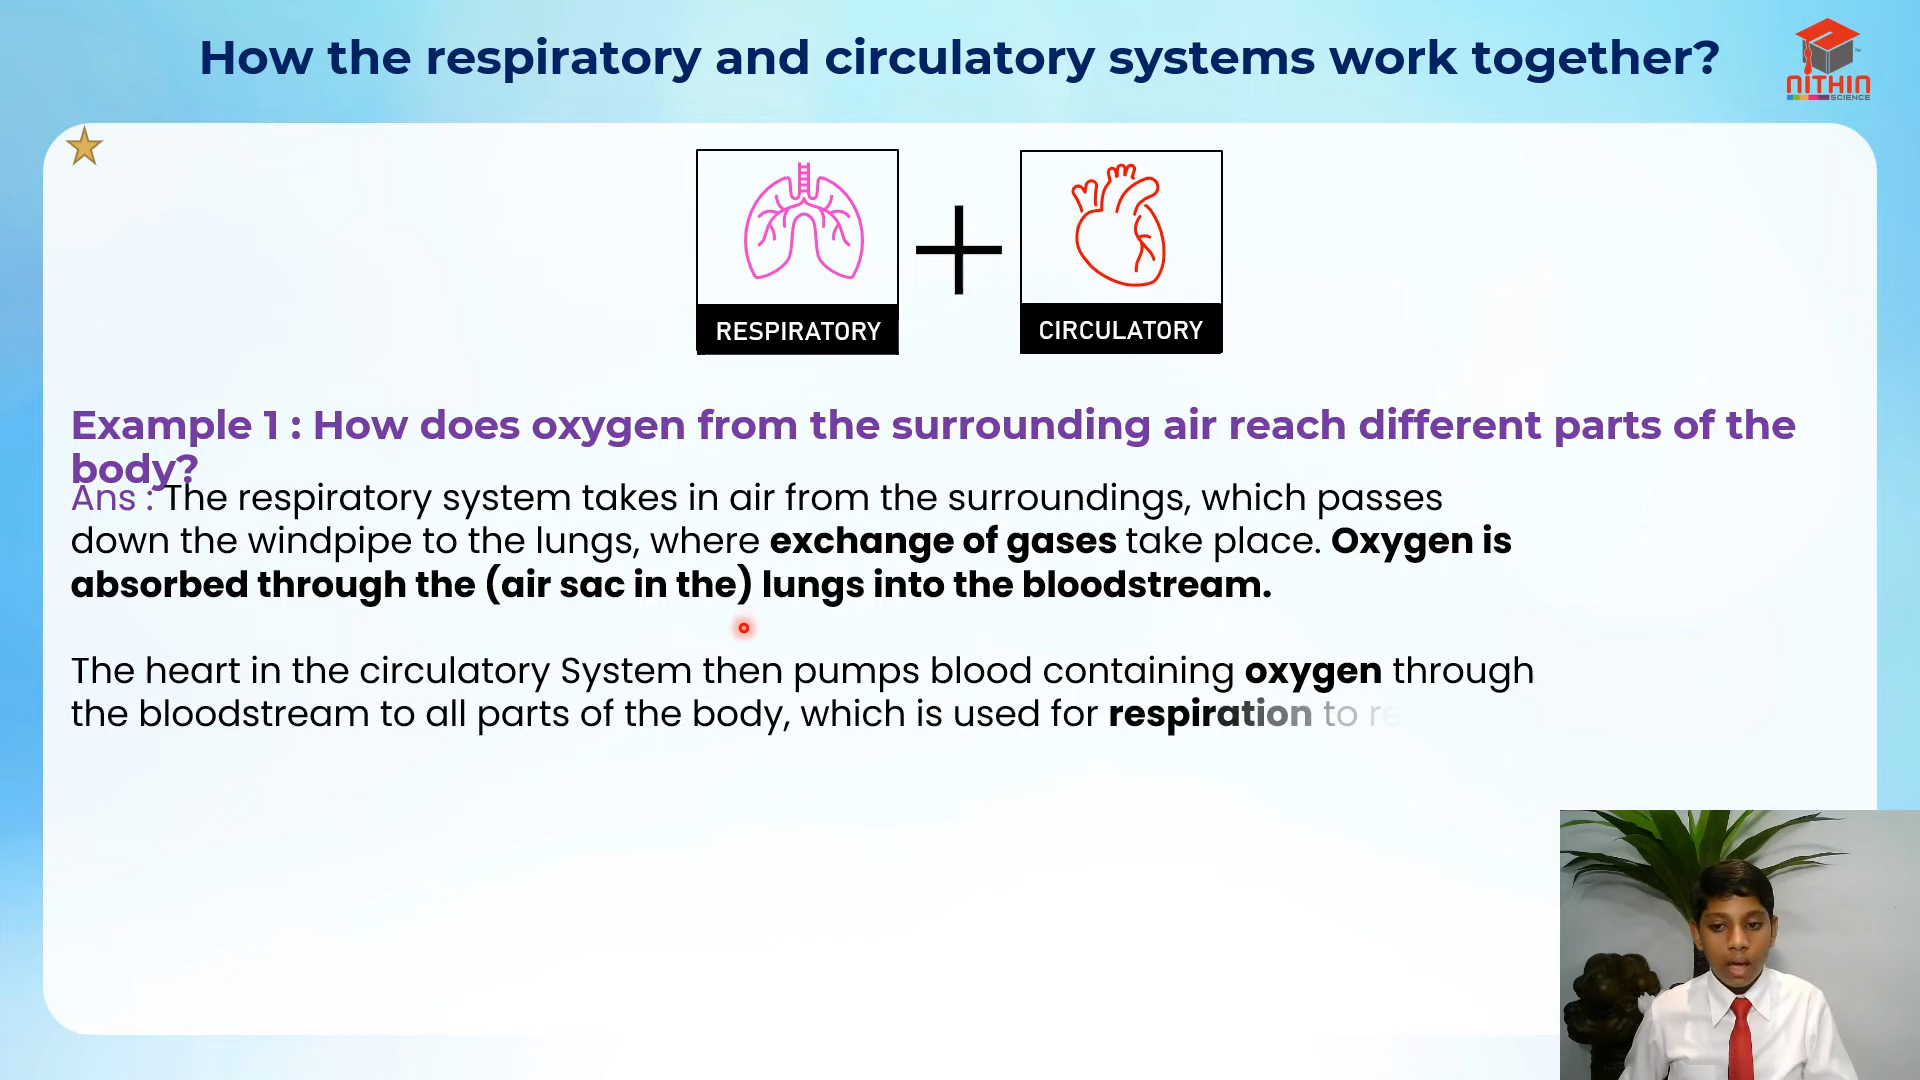 How the respiratory and circulatory systems work together?
NITHIN
SCIENCE
RESPIRATORY
CIRCULATORY
Example 1 : How does oxygen from the surrounding air reach different parts of the
body?
Ans : The respiratory system takes in air from the surroundings, which passes
down the windpipe to the lungs, where exchange of gases take place. Oxygen is
absorbed through the (air sac in the) lungs into the bloodstream.
The heart in the circulatory System then pumps blood containing oxygen through
the bloodstream to all parts of the body, which is used for respiration to